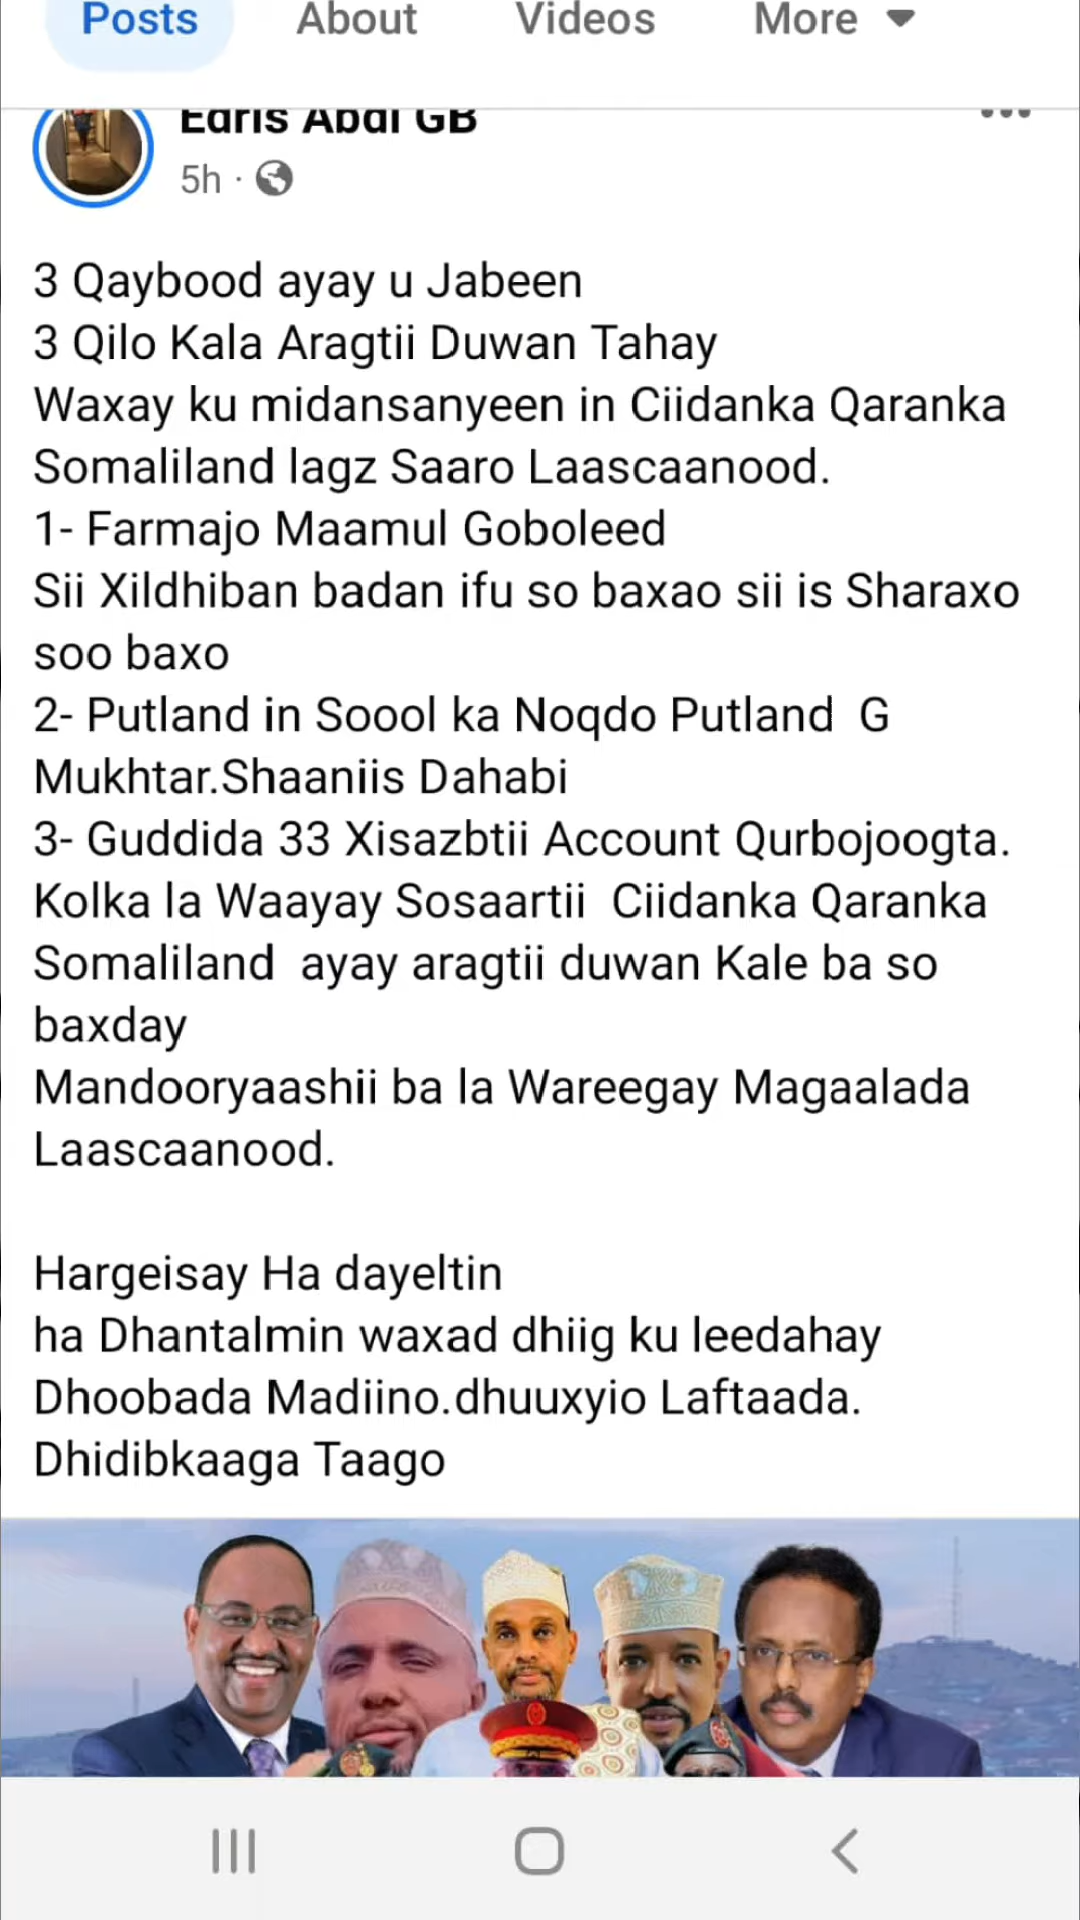 Posts About Videos More
Edris Abdi GB
5h
3 Qaybood ayay u Jabeen
3 Qilo Kala Aragtii Duwan Tahay
Waxay ku midansanyeen in Ciidanka Qaranka
Somaliland lagz Saaro Laascaanood.
1- Farmajo Maamul Goboleed
Sii Xildhiban badan ifu so baxao sii is Sharaxo
soo baxo
2- Putland in Soool ka Noqdo Putland G
Mukhtar.Shaaniis Dahabi
3- Guddida 33 Xisazbtii Account Qurbojoogta.
Kolka la Waayay Sosaartii Ciidanka Qaranka
Somaliland ayay aragtii duwan Kale ba so
baxday
Mandooryaashii ba la Wareegay Magaalada
Laascaanood.
Hargeisay Ha dayeltin
ha Dhantalmin waxad dhiig ku leedahay
Dhoobada Madiino.dhuuxyio Laftaada.
Dhidibkaaga Taago